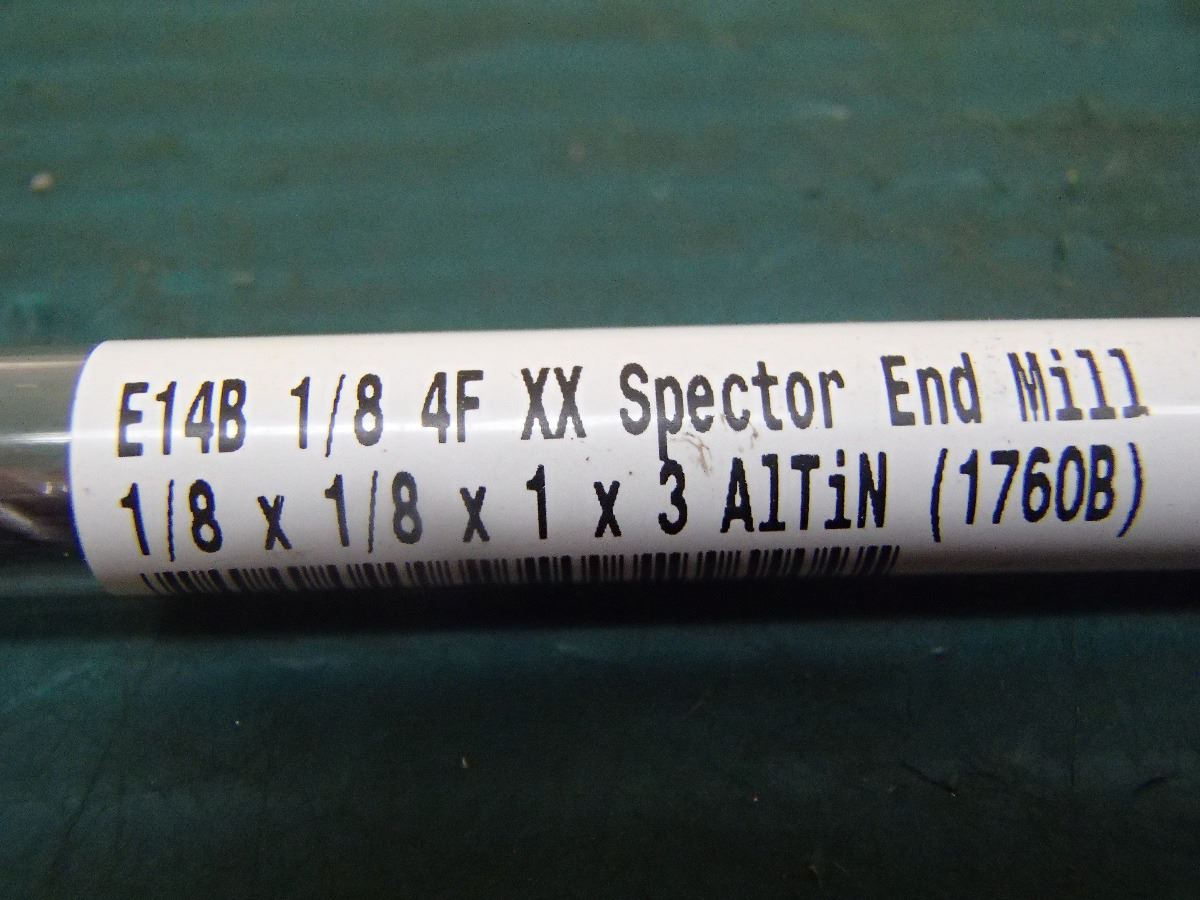 E14B 1/8 4F XX Spector End Mill
1/8 x 1/8 x 1 x 3 AlTiN (1760B)